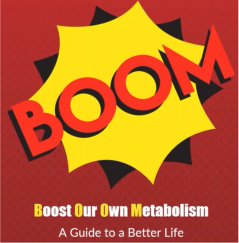 BOOM
Boost Our Own Metabolism
A Guide to a Better Life